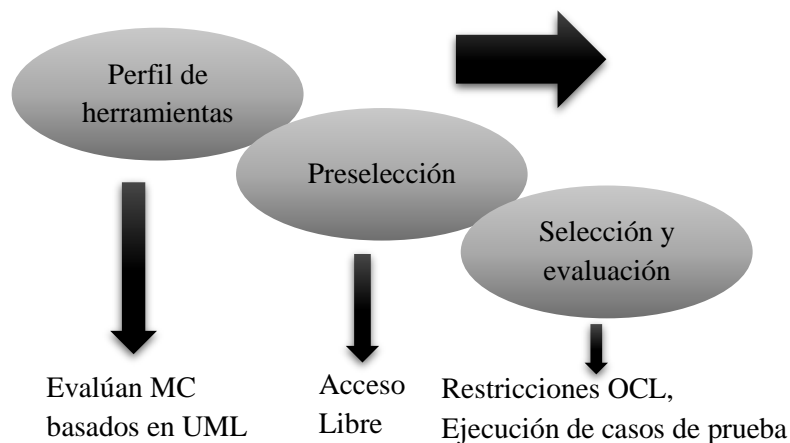 Perfil de
herramientas
Preselección
Selección y
evaluación
Evalúan MC
basados en UML
Acceso
Libre
Restricciones OCL,
Ejecución de casos de prueba